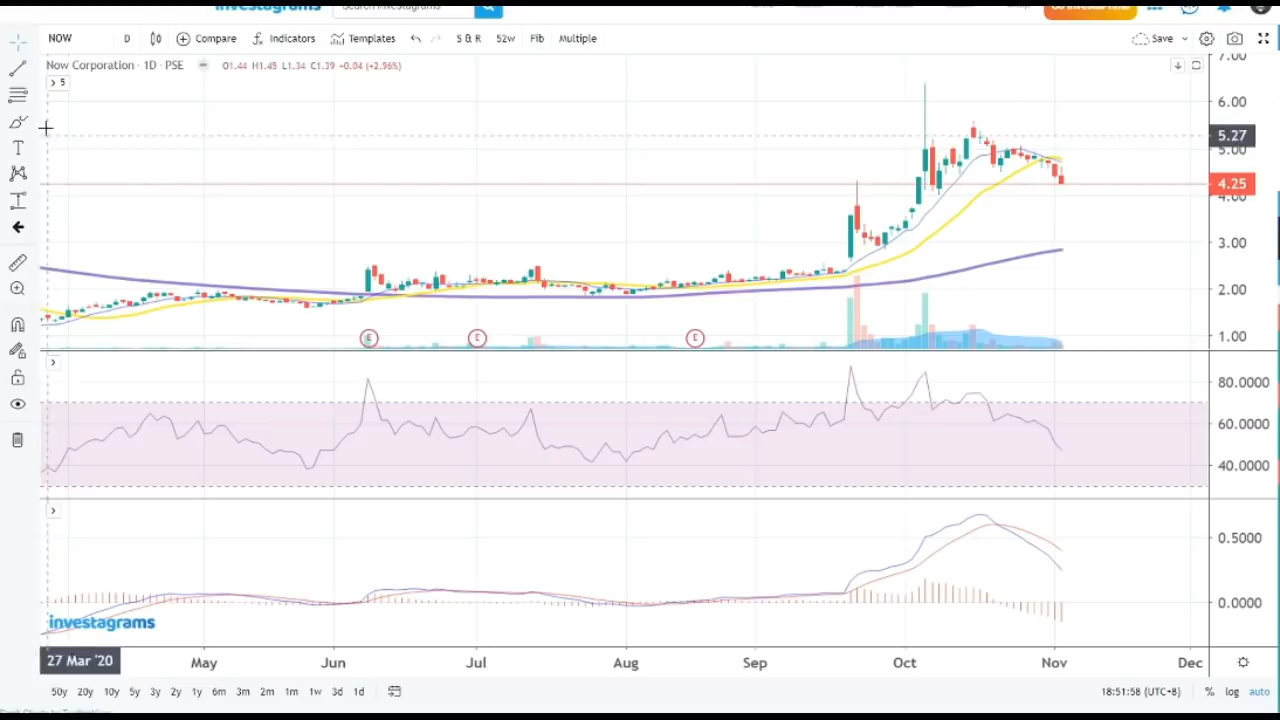 investagrams
Search Investagrams
NOW D Compare Indicators Templates S & R 52w Fib Multiple Save
Now Corporation · 1D · PSE O1.44 H1.45 L1.34 C1.39 -0.04 (+2.96%)
5
7.00
6.00
5.27
5.00
4.25
4.00
3.00
2.00
1.00
E E E
80.0000
60.0000
40.0000
0.5000
0.0000
investagrams
27 Mar '20 May Jun Jul Aug Sep Oct Nov Dec
50y 20y 10y 5y 3y 2y 1y 6m 3m 2m 1m 1w 3d 1d 18:51:58 (UTC+8) % log auto